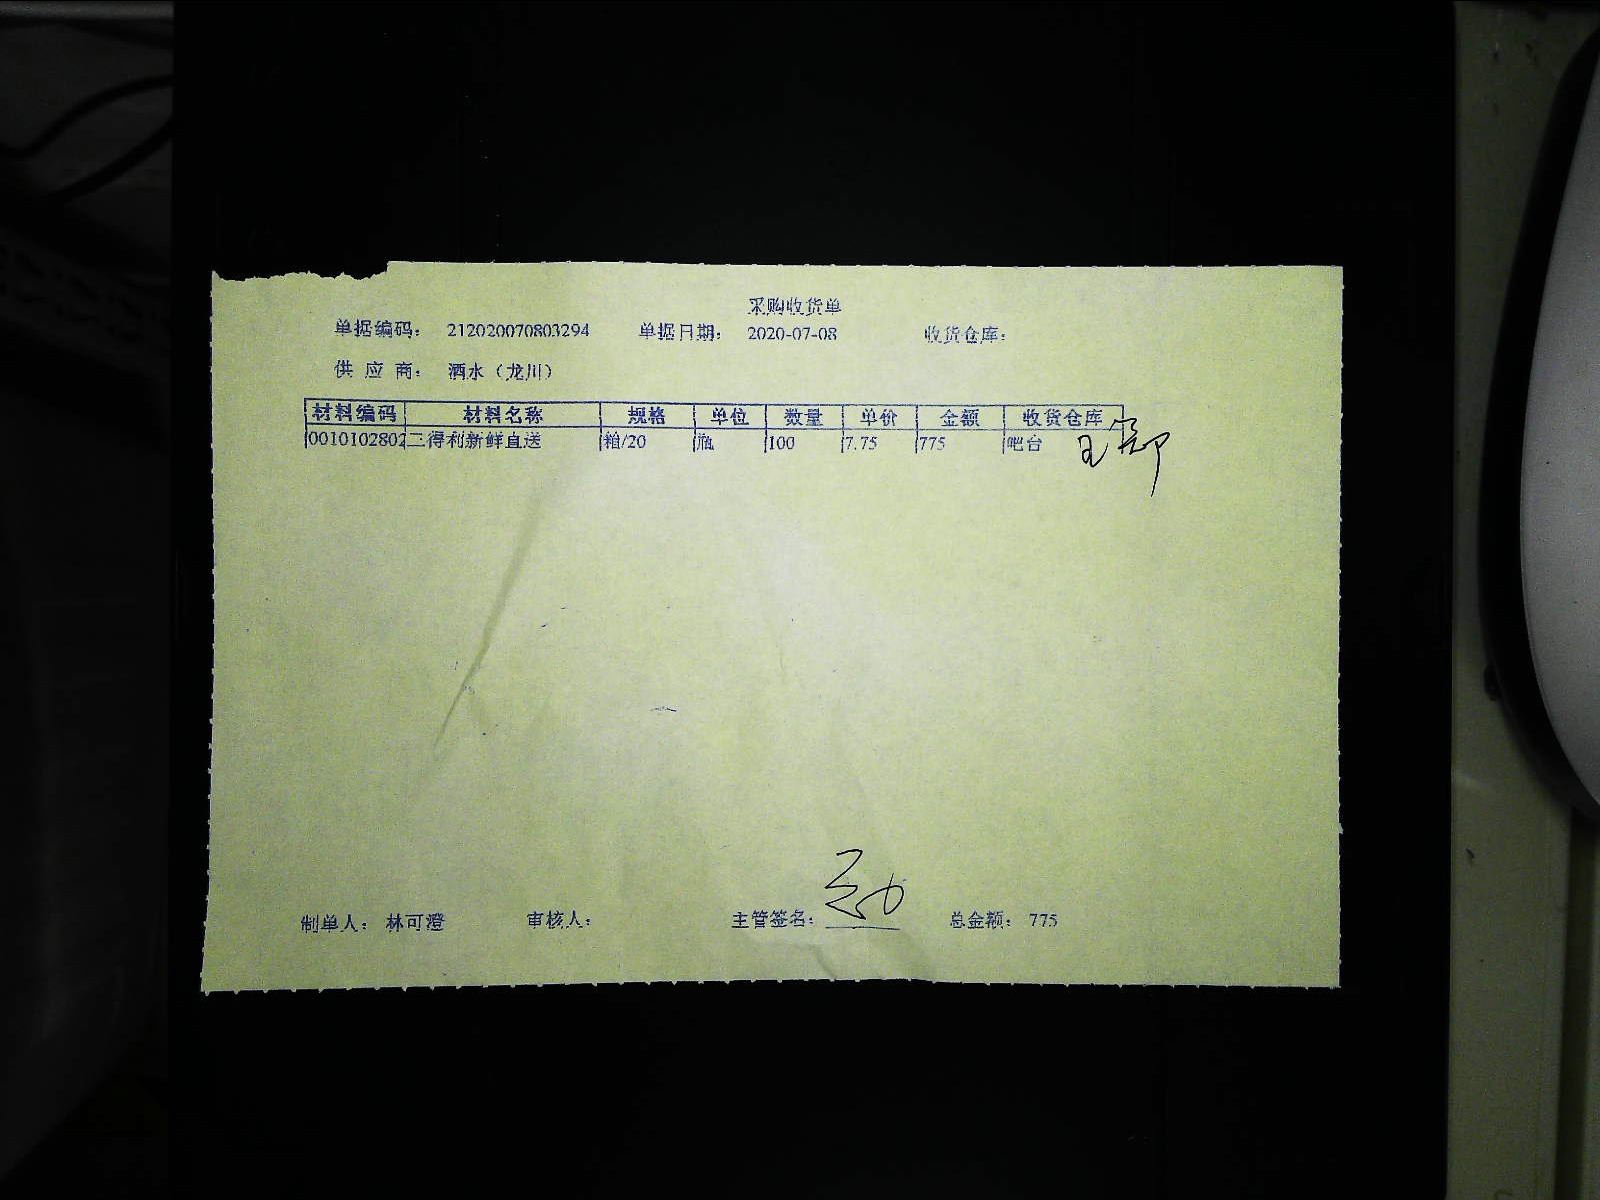 采购收货单
单据编码： 212020070803294 单据日期： 2020-07-08 收货仓库：
供 应 商： 酒水（龙川）
材料编码 材料名称 规格 单位 数量 单价 金额 收货仓库
0010102802 三得利新鲜直送 箱/20 瓶 100 7.75 775 吧台
制单人： 林可澄 审核人： 主管签名： 总金额： 775